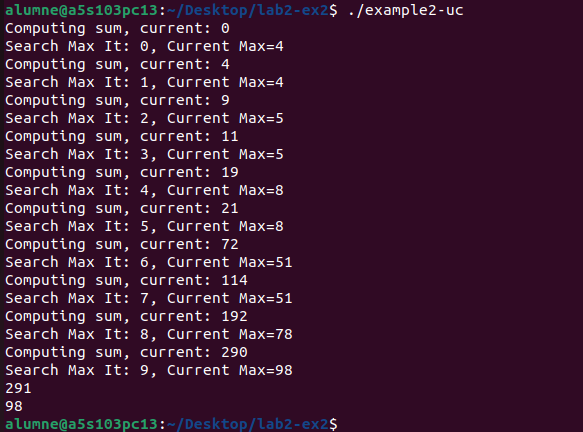 alumne@a5s103pc13:~/Desktop/lab2-ex2$ ./example2-uc
Computing sum, current: 0
Search Max It: 0, Current Max=4
Computing sum, current: 4
Search Max It: 1, Current Max=4
Computing sum, current: 9
Search Max It: 2, Current Max=5
Computing sum, current: 11
Search Max It: 3, Current Max=5
Computing sum, current: 19
Search Max It: 4, Current Max=8
Computing sum, current: 21
Search Max It: 5, Current Max=8
Computing sum, current: 72
Search Max It: 6, Current Max=51
Computing sum, current: 114
Search Max It: 7, Current Max=51
Computing sum, current: 192
Search Max It: 8, Current Max=78
Computing sum, current: 290
Search Max It: 9, Current Max=98
291
98
alumne@a5s103pc13:~/Desktop/lab2-ex2$